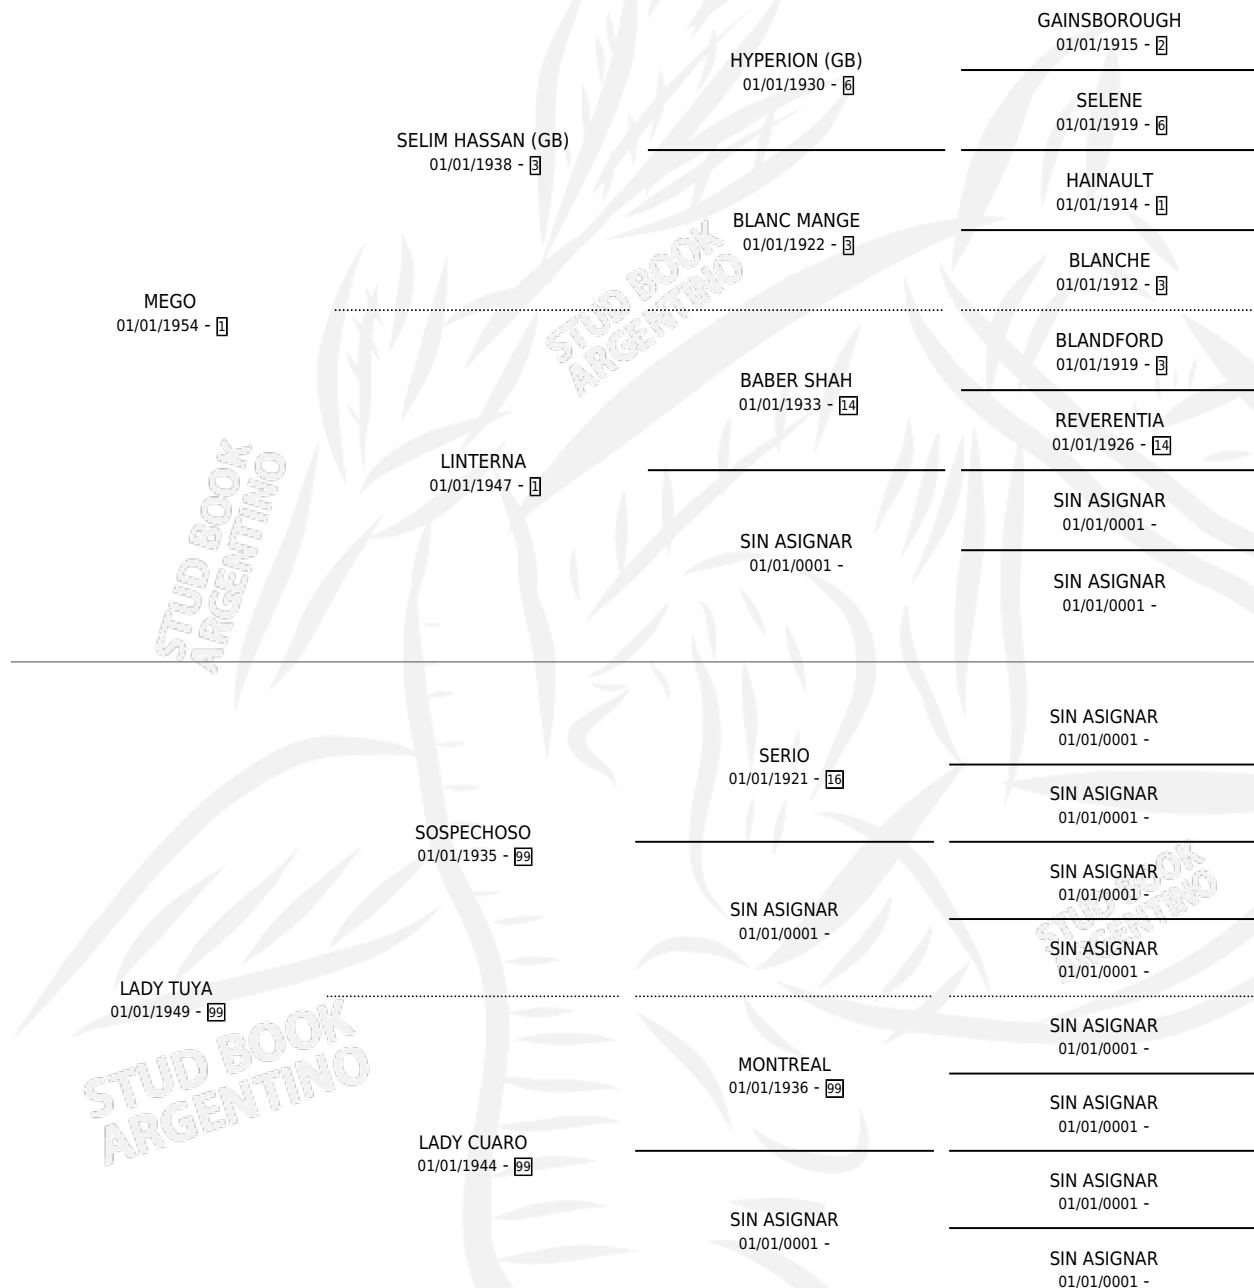 GAINSBOROUGH
01/01/1915 - 2
HYPERION (GB)
01/01/1930 - 6
SELENE
01/01/1919 - 6
SELIM HASSAN (GB)
01/01/1938 - 3
HAINAULT
01/01/1914 - 1
BLANC MANGE
01/01/1922 - 3
BLANCHE
01/01/1912 - 3
MEGO
01/01/1954 - 1
STUD BOOK
ARGENTINO
BLANDFORD
01/01/1919 - 3
BABER SHAH
01/01/1933 - 14
REVERENTIA
01/01/1926 - 14
LINTERNA
01/01/1947 - 1
SIN ASIGNAR
01/01/0001 -
SIN ASIGNAR
01/01/0001 -
SIN ASIGNAR
01/01/0001 -
STUD BOOK
ARGENTINO
SIN ASIGNAR
01/01/0001 -
SERIO
01/01/1921 - 16
SIN ASIGNAR
01/01/0001 -
SOSPECHOSO
01/01/1935 - 99
SIN ASIGNAR
01/01/0001 -
SIN ASIGNAR
01/01/0001 -
STUD BOOK
ARGENTINO
SIN ASIGNAR
01/01/0001 -
LADY TUYA
01/01/1949 - 99
SIN ASIGNAR
01/01/0001 -
STUD BOOK
ARGENTINO
MONTREAL
01/01/1936 - 99
SIN ASIGNAR
01/01/0001 -
LADY CUARO
01/01/1944 - 99
SIN ASIGNAR
01/01/0001 -
SIN ASIGNAR
01/01/0001 -
SIN ASIGNAR
01/01/0001 -